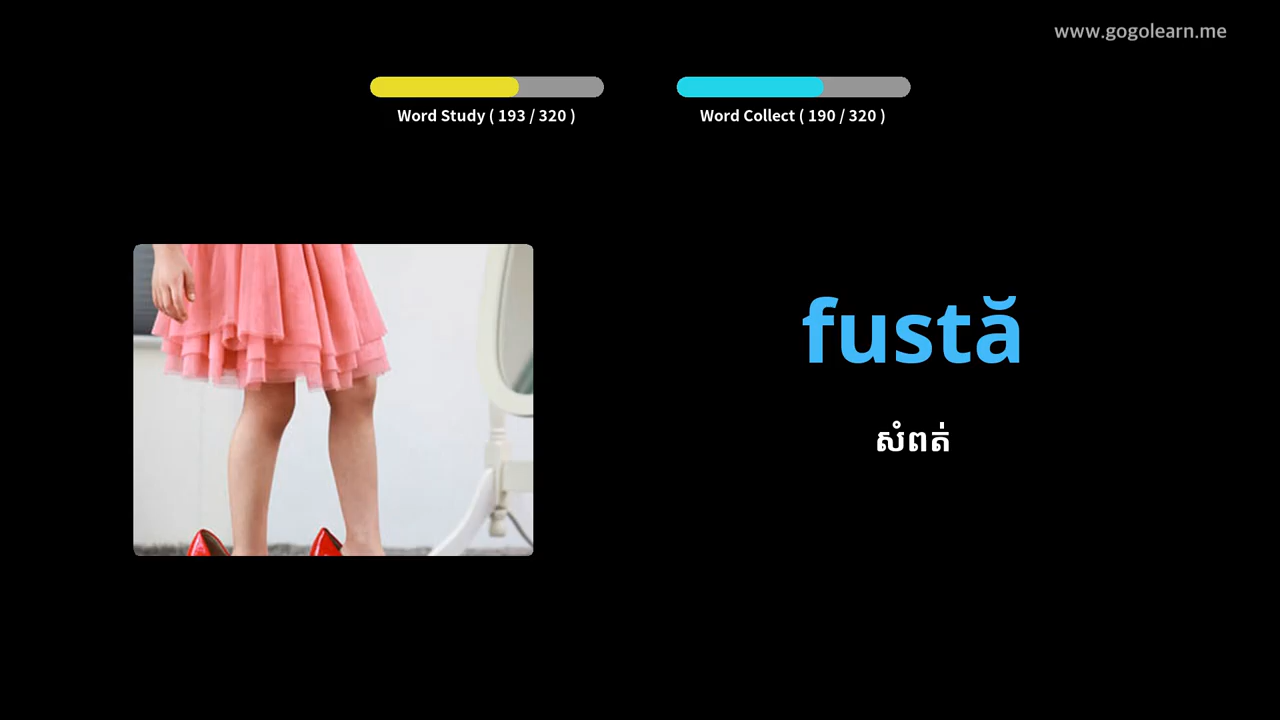 www.gogolearn.me
Word Study ( 193 / 320 )
Word Collect ( 190 / 320 )
fustă
សំពត់